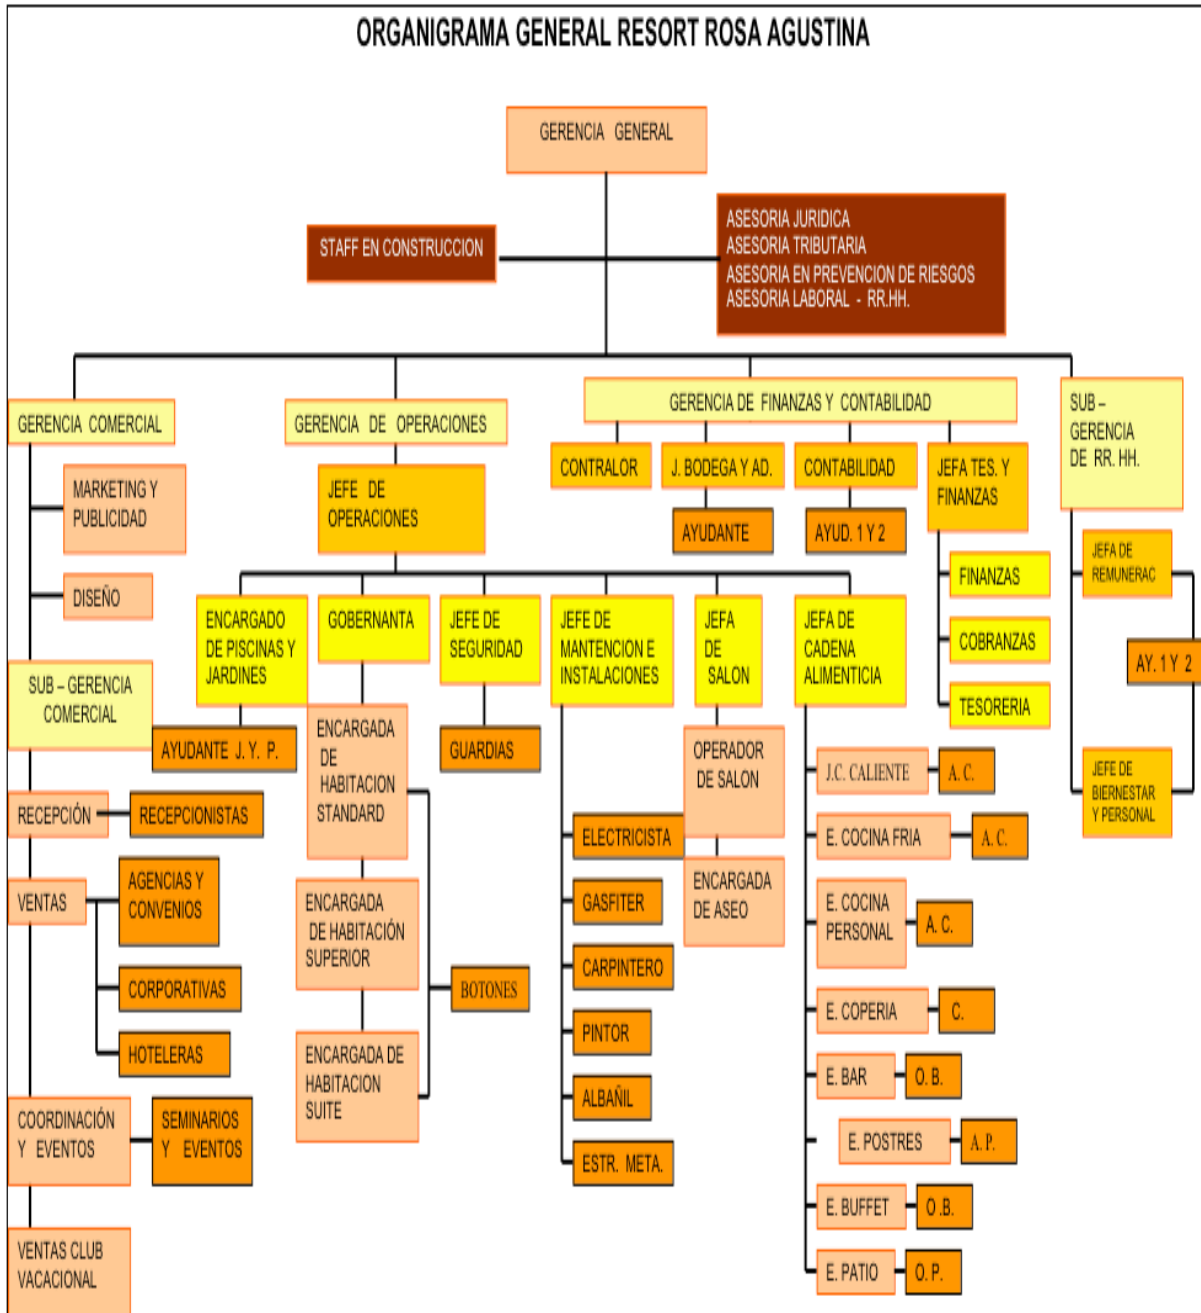 ORGANIGRAMA GENERAL RESORT ROSA AGUSTINA
GERENCIA GENERAL
STAFF EN CONSTRUCCION
ASESORIA JURIDICA
ASESORIA TRIBUTARIA
ASESORIA EN PREVENCION DE RIESGOS
ASESORIA LABORAL - RR.HH.
GERENCIA COMERCIAL
MARKETING Y
PUBLICIDAD
DISEÑO
SUB – GERENCIA
COMERCIAL
RECEPCIÓN
RECEPCIONISTAS
VENTAS
AGENCIAS Y
CONVENIOS
CORPORATIVAS
HOTELERAS
COORDINACIÓN
Y EVENTOS
SEMINARIOS
Y EVENTOS
VENTAS CLUB
VACACIONAL
GERENCIA DE OPERACIONES
JEFE DE
OPERACIONES
ENCARGADO
DE PISCINAS Y
JARDINES
AYUDANTE J. Y. P.
GOBERNANTA
ENCARGADA
DE
HABITACION
STANDARD
ENCARGADA
DE HABITACIÓN
SUPERIOR
ENCARGADA DE
HABITACION
SUITE
BOTONES
JEFE DE
SEGURIDAD
GUARDIAS
JEFE DE
MANTENCION E
INSTALACIONES
ELECTRICISTA
GASFITER
CARPINTERO
PINTOR
ALBAÑIL
ESTR. META.
JEFA
DE
SALON
OPERADOR
DE SALON
ENCARGADA
DE ASEO
JEFA DE
CADENA
ALIMENTICIA
J.C. CALIENTE
A. C.
E. COCINA FRIA
A. C.
E. COCINA
PERSONAL
A. C.
E. COPERIA
C.
E. BAR
O. B.
E. POSTRES
A. P.
E. BUFFET
O .B.
E. PATIO
O. P.
GERENCIA DE FINANZAS Y CONTABILIDAD
CONTRALOR
J. BODEGA Y AD.
AYUDANTE
CONTABILIDAD
AYUD. 1 Y 2
JEFA TES. Y
FINANZAS
FINANZAS
COBRANZAS
TESORERIA
SUB –
GERENCIA
DE RR. HH.
JEFA DE
REMUNERAC
AY. 1 Y 2
JEFE DE
BIERNESTAR
Y PERSONAL